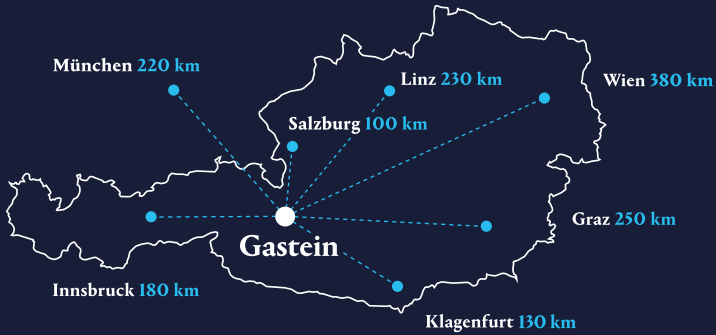 München 220 km
Linz 230 km
Wien 380 km
Salzburg 100 km
Graz 250 km
Gastein
Innsbruck 180 km
Klagenfurt 130 km